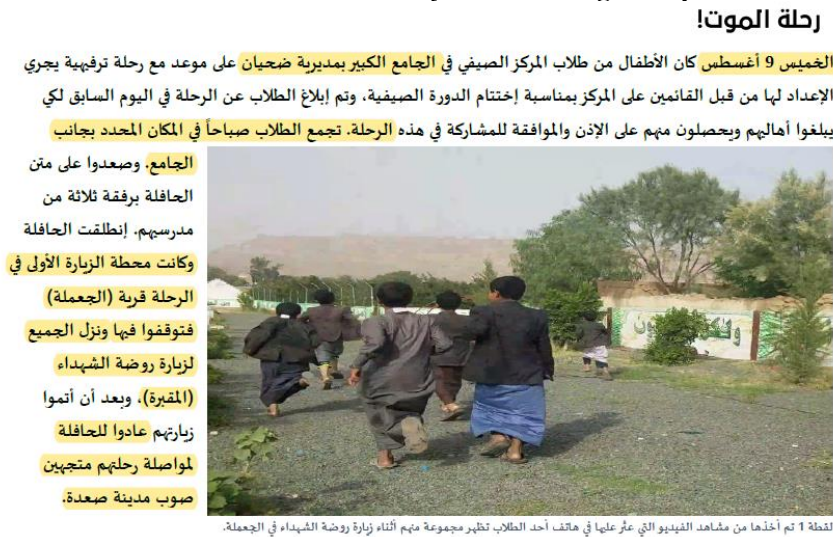 رحلة الموت!
الخميس 9 أغسطس كان الأطفال من طلاب المركز الصيفي في الجامع الكبير بمديرية ضحيان على موعد مع رحلة ترفيهية يجري
الإعداد لها من قبل القائمين على المركز بمناسبة إختتام الدورة الصيفية، وتم إبلاغ الطلاب عن الرحلة في اليوم السابق لكي
يبلغوا أهاليهم ويحصلون منهم على الإذن والموافقة للمشاركة في هذه الرحلة. تجمع الطلاب صباحاً في المكان المحدد بجانب
الجامع. وصعدوا على متن
الحافلة برفقة ثلاثة من
مدرسيهم. إنطلقت الحافلة
وكانت محطة الزيارة الأولى في
الرحلة قرية (الجعملة)
فتوقفوا فيها ونزل الجميع
لزيارة روضة الشهداء
(المقبرة)، وبعد أن أتموا
زيارتهم عادوا للحافلة
لمواصلة رحلتهم متجهين
صوب مدينة صعدة.
لقطة 1 تم أخذها من مشاهد الفيديو التي عثر عليها في هاتف أحد الطلاب تظهر مجموعة منهم أثناء زيارة روضة الشهداء في الجعملة.